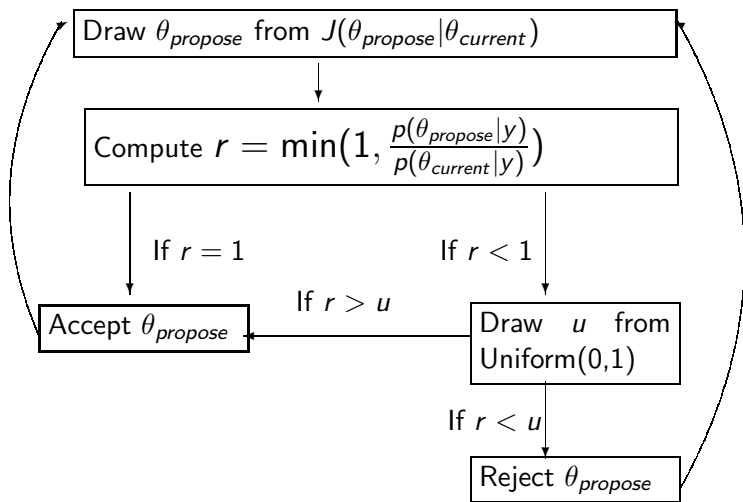 Draw θ_propose from J(θ_propose|θ_current)
Compute r = min(1, p(θ_propose|y)/p(θ_current|y))
If r = 1
If r < 1
If r > u
Accept θ_propose
Draw u from
Uniform(0,1)
If r < u
Reject θ_propose